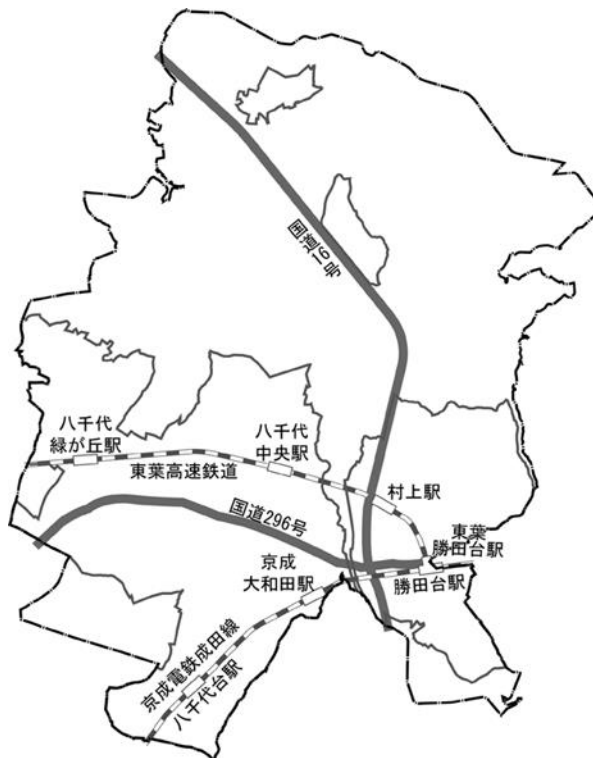 国道16号
八千代
緑が丘駅
八千代
中央駅
東葉高速鉄道
村上駅
国道296号
東葉
勝田台駅
京成
大和田駅
勝田台駅
京成電鉄成田線
八千代台駅